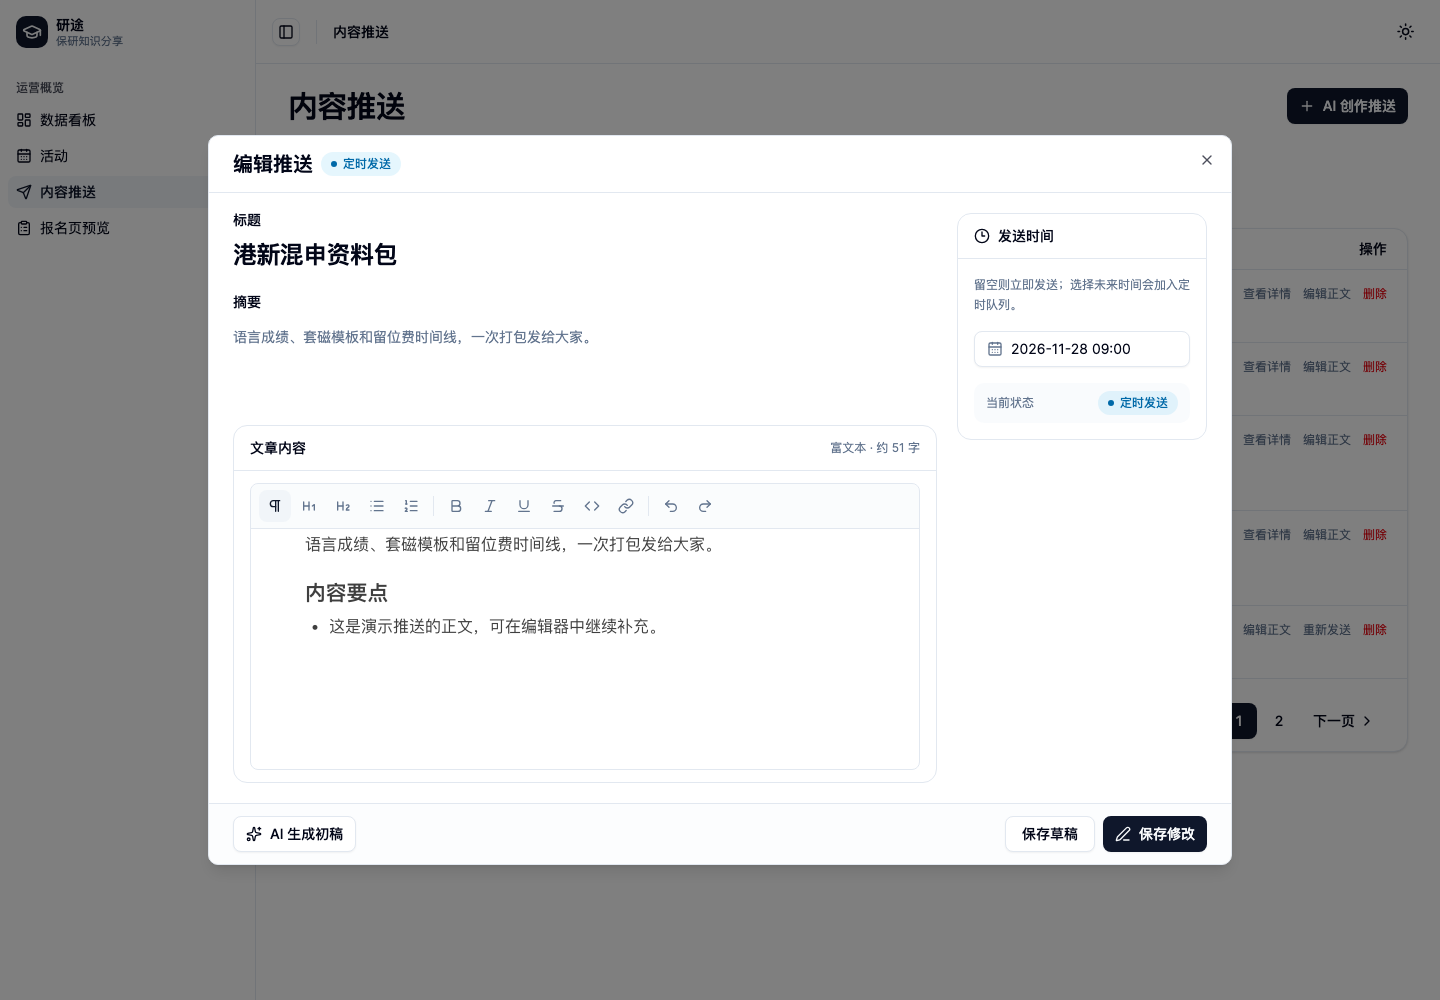 研途
保研知识分享
运营概览
数据看板
活动
内容推送
报名页预览
内容推送
内容推送
AI 创作推送
操作
查看详情 编辑正文 删除
查看详情 编辑正文 删除
查看详情 编辑正文 删除
查看详情 编辑正文 删除
编辑正文 重新发送 删除
1 2 下一页
编辑推送
定时发送
标题
港新混申资料包
摘要
语言成绩、套磁模板和留位费时间线，一次打包发给大家。
文章内容
富文本 · 约 51 字
H1 H2 B I U S
语言成绩、套磁模板和留位费时间线，一次打包发给大家。
内容要点
• 这是演示推送的正文，可在编辑器中继续补充。
发送时间
留空则立即发送；选择未来时间会加入定
时队列。
2026-11-28 09:00
当前状态
定时发送
AI 生成初稿
保存草稿
保存修改